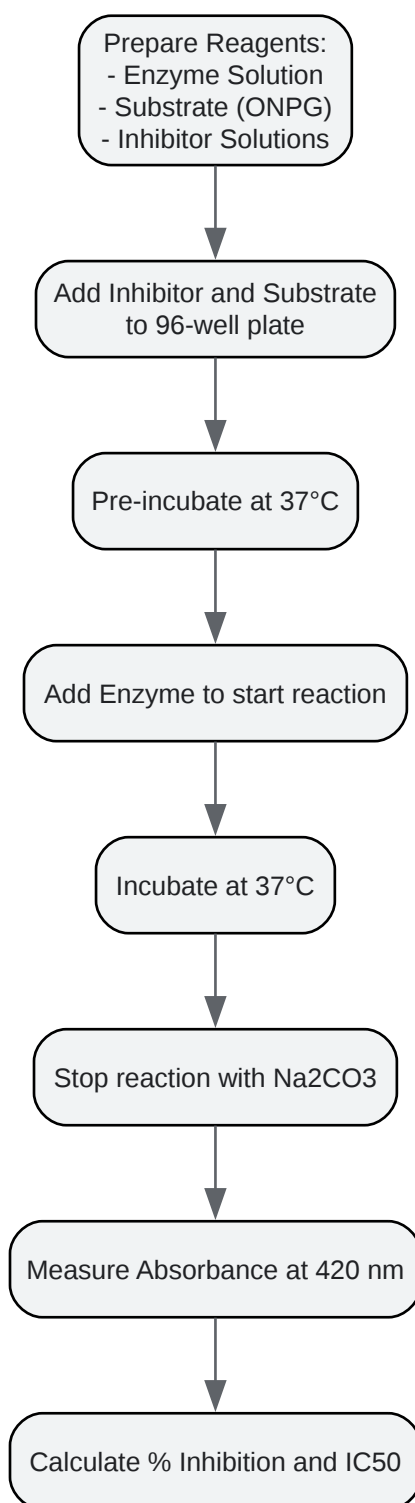 Prepare Reagents:
- Enzyme Solution
- Substrate (ONPG)
- Inhibitor Solutions
Add Inhibitor and Substrate
to 96-well plate
Pre-incubate at 37°C
Add Enzyme to start reaction
Incubate at 37°C
Stop reaction with Na2CO3
Measure Absorbance at 420 nm
Calculate % Inhibition and IC50